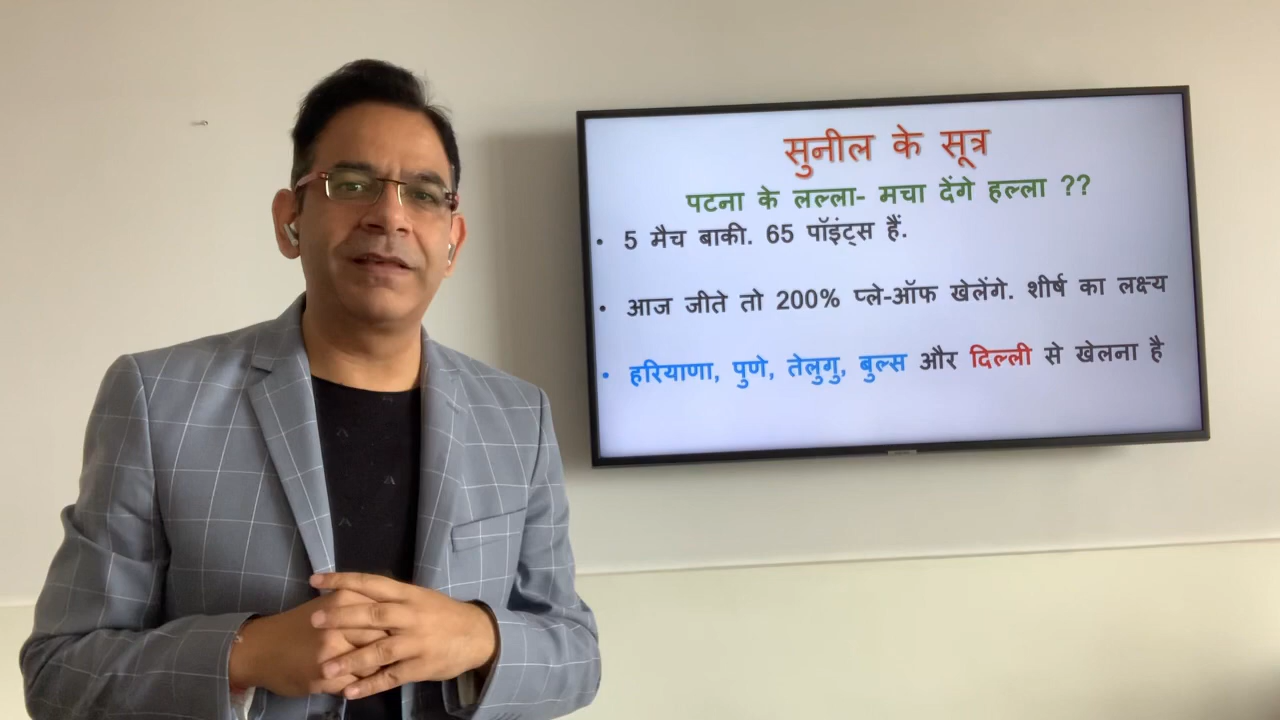 सुनील के सूत्र
पटना के लल्ला- मचा देंगे हल्ला ??
• 5 मैच बाकी. 65 पॉइंट्स हैं.
• आज जीते तो 200% प्ले-ऑफ खेलेंगे. शीर्ष का लक्ष्य
• हरियाणा, पुणे, तेलुगु, बुल्स और दिल्ली से खेलना है